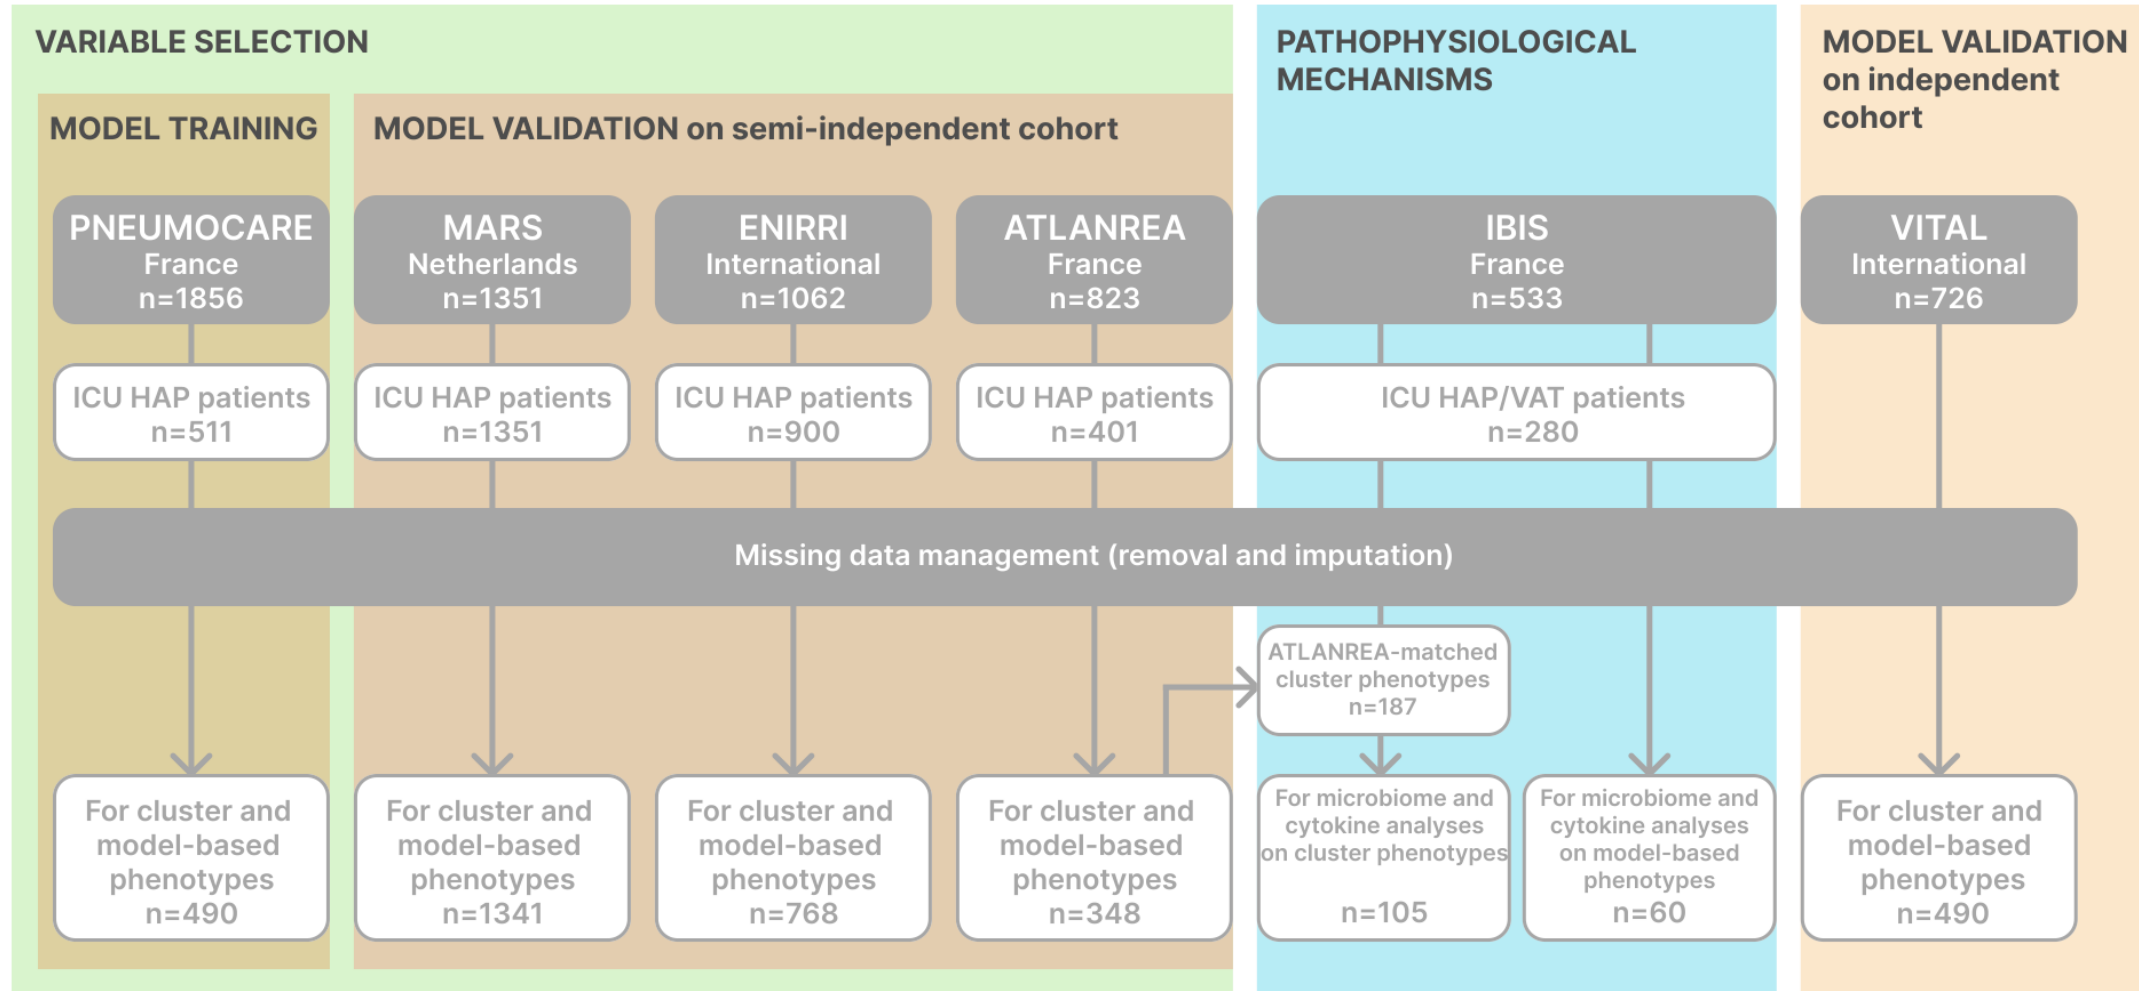 VARIABLE SELECTION
MODEL TRAINING
MODEL VALIDATION on semi-independent cohort
PATHOPHYSIOLOGICAL
MECHANISMS
MODEL VALIDATION
on independent
cohort
PNEUMOCARE
France
n=1856
MARS
Netherlands
n=1351
ENIRRI
International
n=1062
ATLANREA
France
n=823
IBIS
France
n=533
VITAL
International
n=726
ICU HAP patients
n=511
ICU HAP patients
n=1351
ICU HAP patients
n=900
ICU HAP patients
n=401
ICU HAP/VAT patients
n=280
Missing data management (removal and imputation)
ATLANREA-matched
cluster phenotypes
n=187
For cluster and
model-based
phenotypes
n=490
For cluster and
model-based
phenotypes
n=1341
For cluster and
model-based
phenotypes
n=768
For cluster and
model-based
phenotypes
n=348
For microbiome and
cytokine analyses
on cluster phenotypes
n=105
For microbiome and
cytokine analyses
on model-based
phenotypes
n=60
For cluster and
model-based
phenotypes
n=490